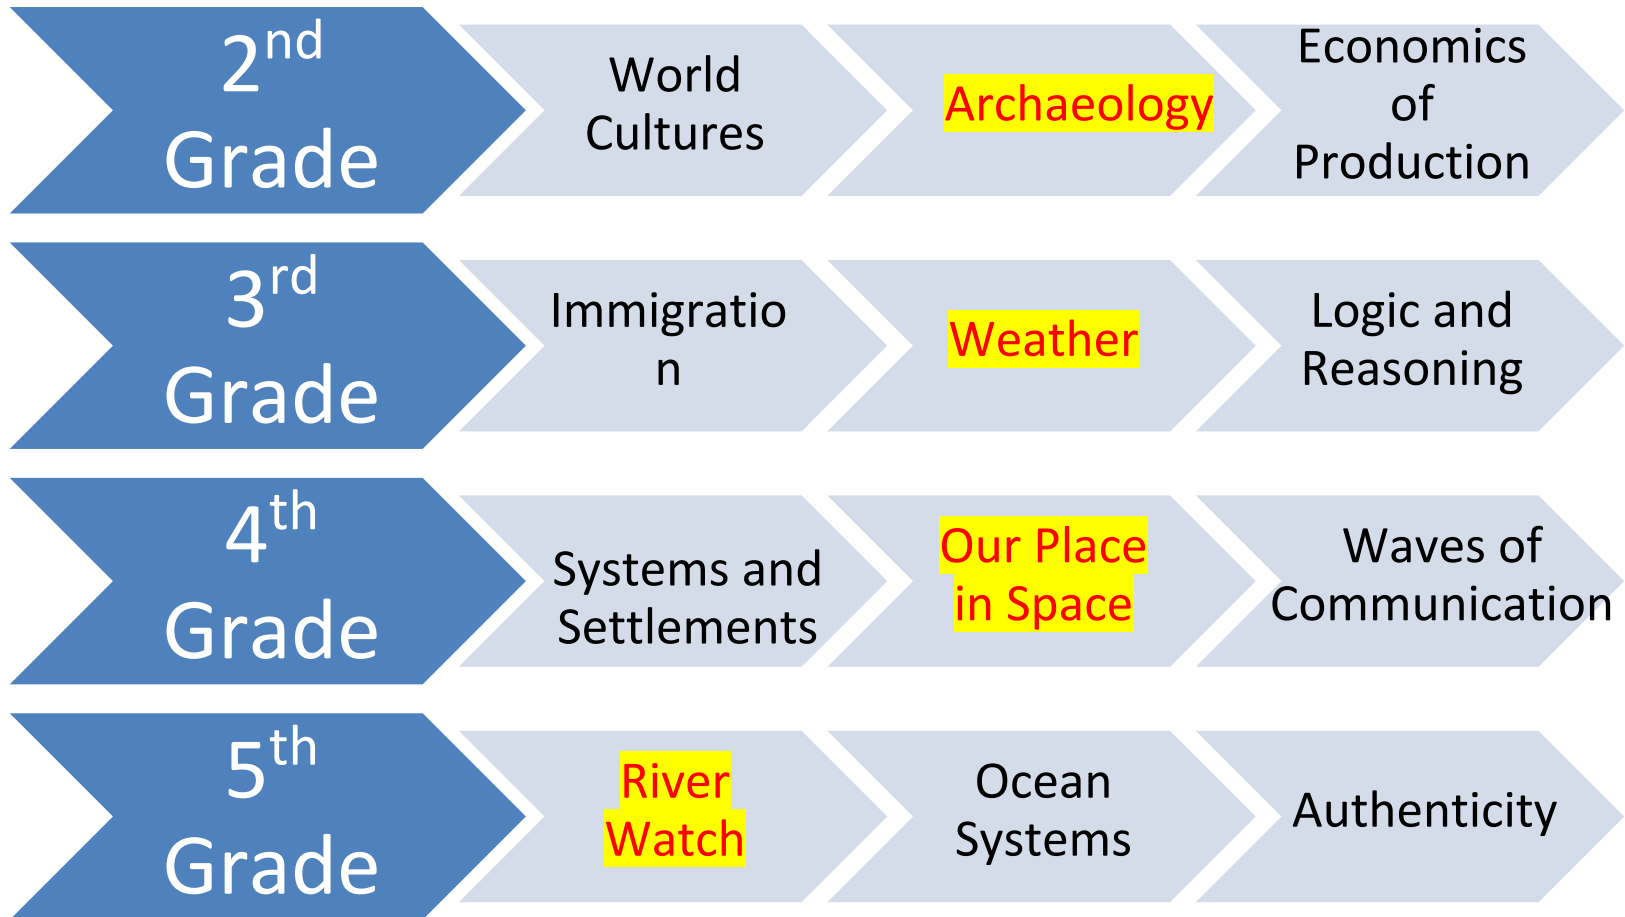 2nd
Grade
World
Cultures
Archaeology
Economics
of
Production
3rd
Grade
Immigratio
n
Weather
Logic and
Reasoning
4th
Grade
Systems and
Settlements
Our Place
in Space
Waves of
Communication
5th
Grade
River
Watch
Ocean
Systems
Authenticity